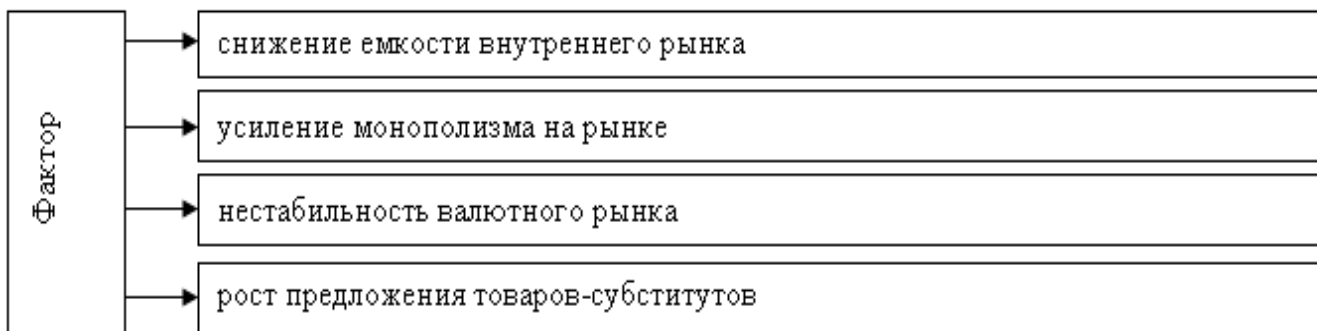 Фактор
снижение емкости внутреннего рынка
усиление монополизма на рынке
нестабильность валютного рынка
рост предложения товаров-субститутов